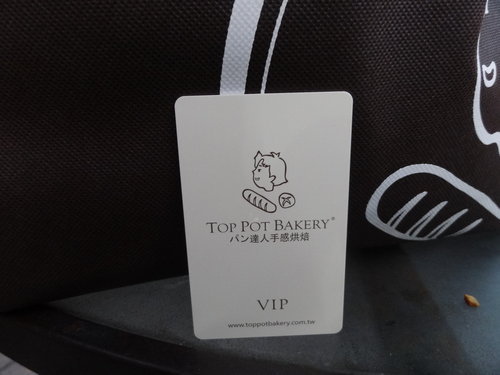 TOP POT BAKERY®
パン達人手感烘焙
VIP
www.toppotbakery.com.tw